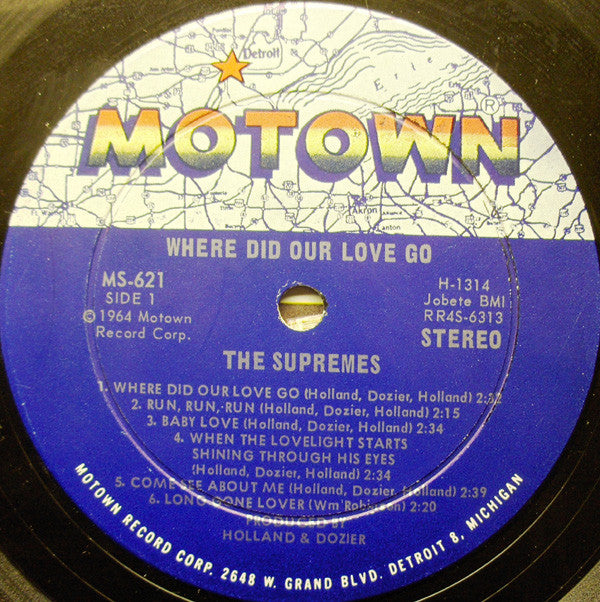 Detroit
Erie
MOTOWN®
Akron
Canton
WHERE DID OUR LOVE GO
MS-621
SIDE 1
©1964 Motown
Record Corp.
H-1314
Jobete BMI
RR4S-6313
STEREO
THE SUPREMES
1. WHERE DID OUR LOVE GO (Holland, Dozier, Holland) 2:32
2. RUN, RUN, RUN (Holland, Dozier, Holland) 2:15
3. BABY LOVE (Holland, Dozier, Holland) 2:34
4. WHEN THE LOVELIGHT STARTS
SHINING THROUGH HIS EYES
(Holland, Dozier, Holland) 2:34
5. COME SEE ABOUT ME (Holland, Dozier, Holland) 2:39
6. LONG GONE LOVER (Wm Robinson) 2:20
PRODUCED BY
HOLLAND & DOZIER
MOTOWN RECORD CORP. 2648 W. GRAND BLVD. DETROIT 8, MICHIGAN